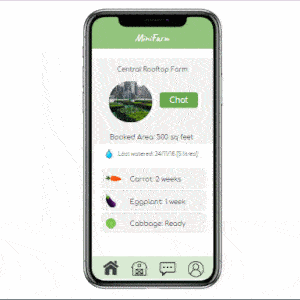 MiniFarm
Central Rooftop Farm
Chat
Booked Area: 500 sq feet
Last watered: 24/11/16 (5 litres)
Carrot: 2 weeks
Eggplant: 1 week
Cabbage: Ready